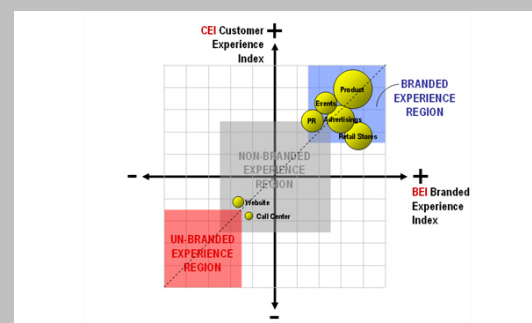 CEI Customer
Experience
Index
+
Product
Events
PR
Advertisings
Retail Stores
BRANDED
EXPERIENCE
REGION
NON-BRANDED
EXPERIENCE
REGION
-
+
BEI Branded
Experience
Index
Website
Call Center
UN-BRANDED
EXPERIENCE
REGION
-